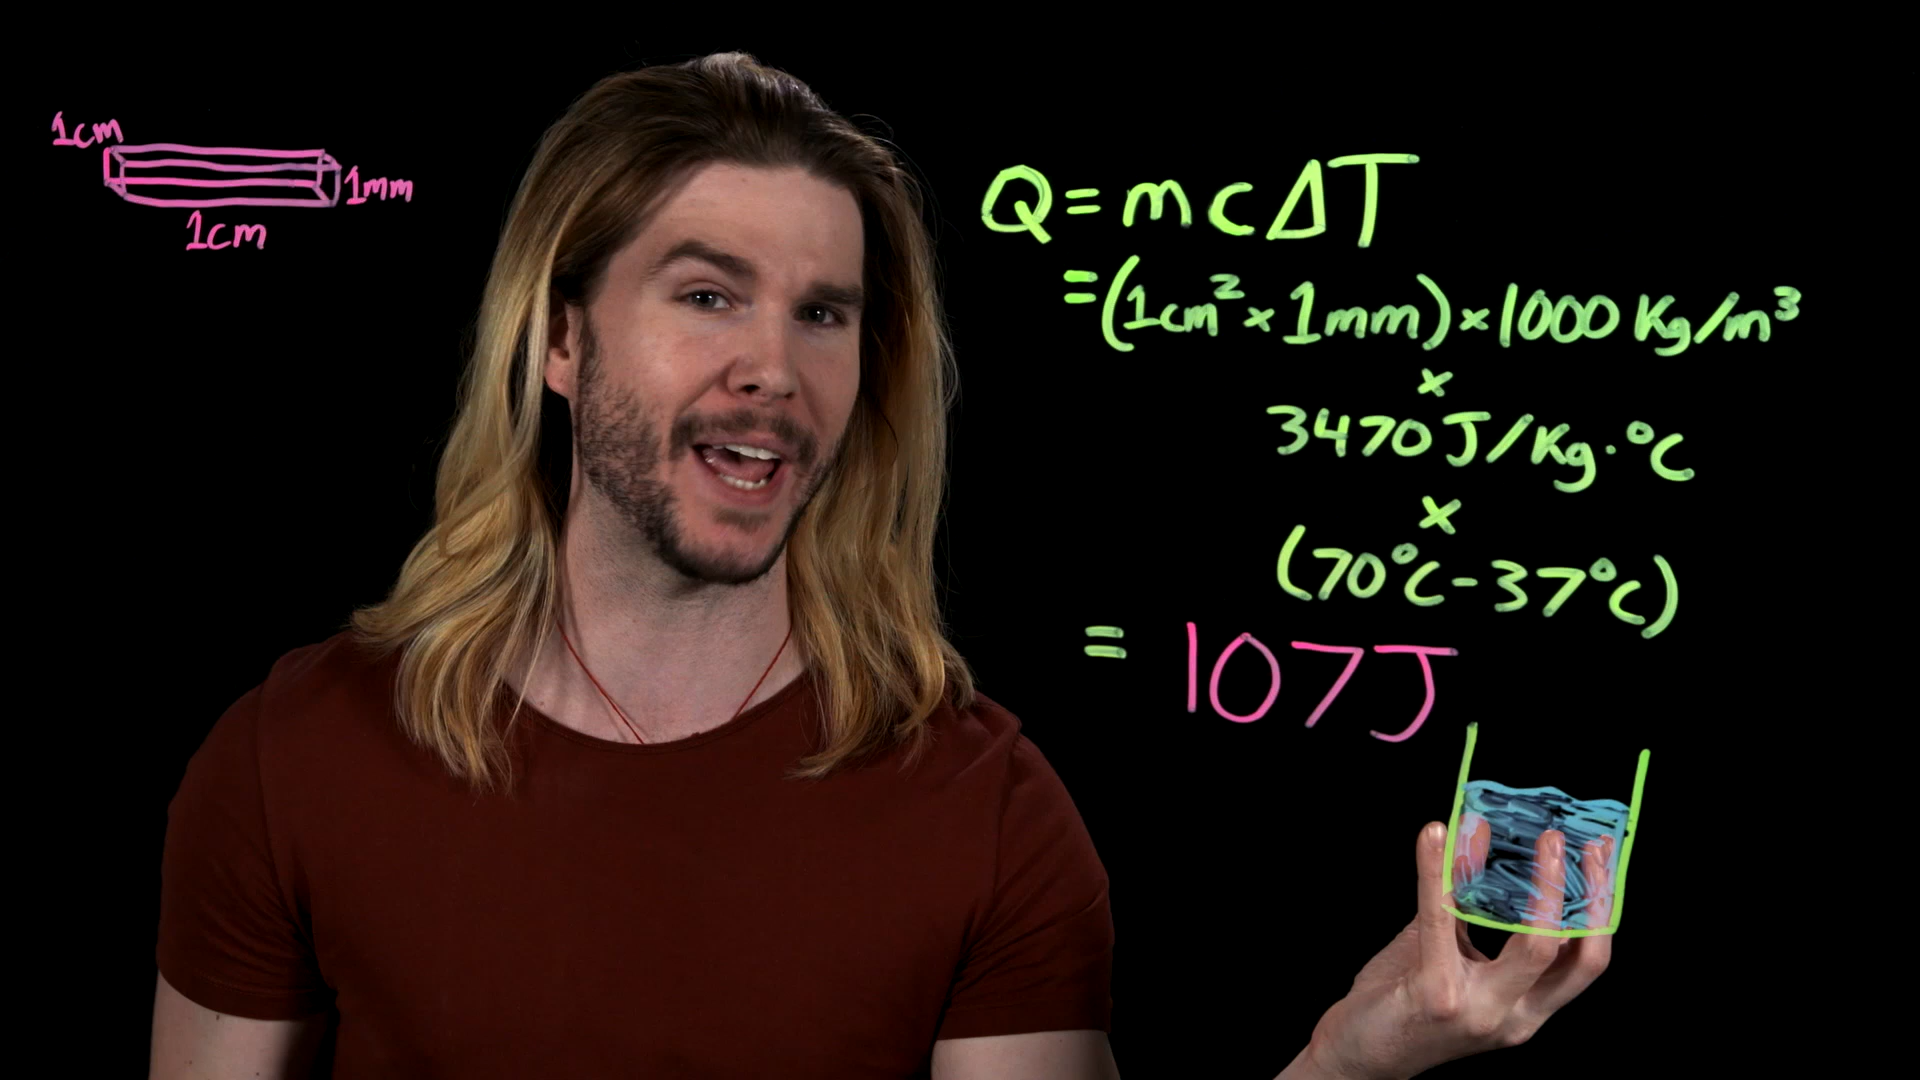 1cm
1mm
1cm
Q = mcΔT
= (1cm² × 1mm) × 1000 Kg/m³
×
3470 J/Kg·°C
×
(70°C - 37°C)
= 107J